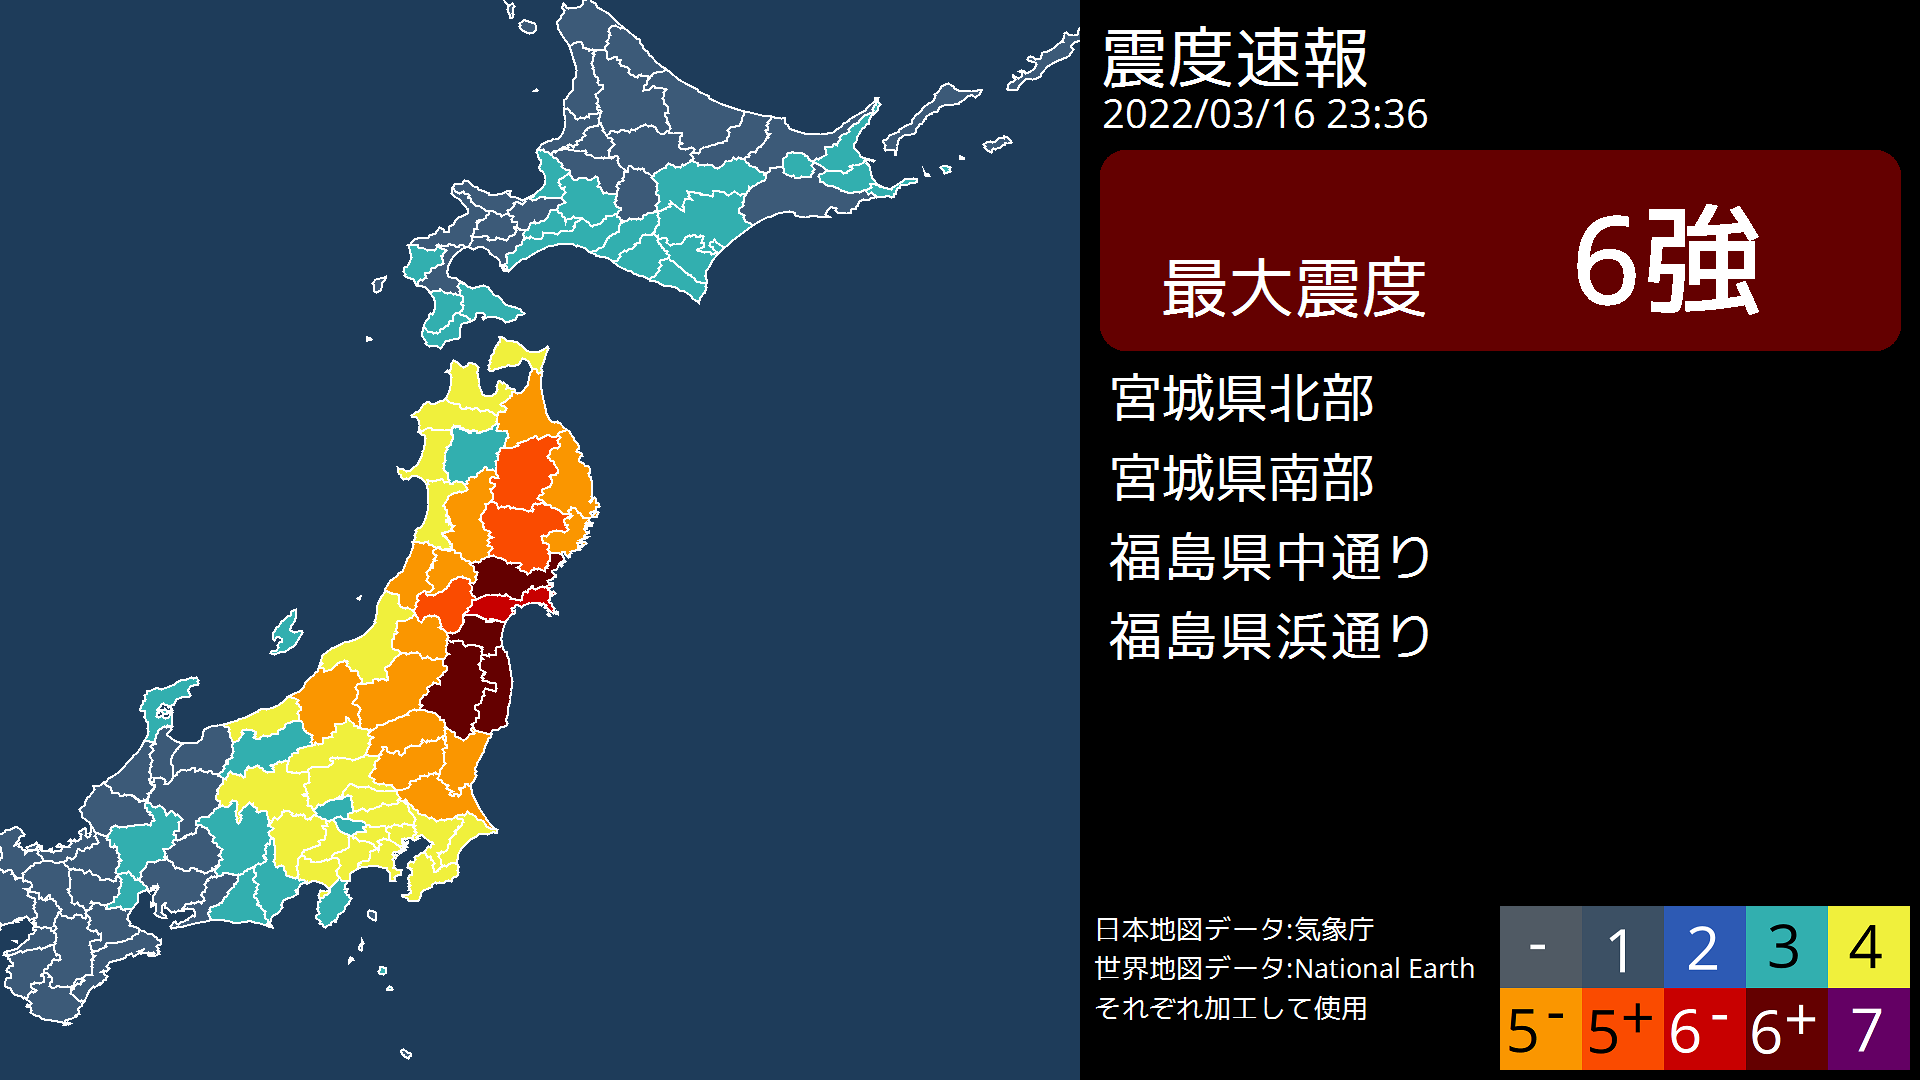 震度速報
2022/03/16 23:36
最大震度 6強
宮城県北部
宮城県南部
福島県中通り
福島県浜通り
日本地図データ:気象庁
世界地図データ:National Earth
それぞれ加工して使用
- 1 2 3 4
5- 5+ 6- 6+ 7